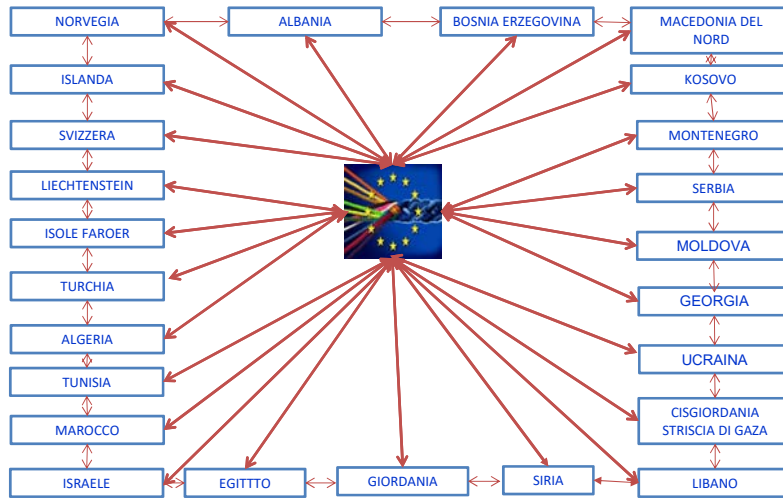 NORVEGIA
ALBANIA
BOSNIA ERZEGOVINA
MACEDONIA DEL
NORD
ISLANDA
KOSOVO
SVIZZERA
MONTENEGRO
LIECHTENSTEIN
SERBIA
ISOLE FAROER
MOLDOVA
TURCHIA
GEORGIA
ALGERIA
UCRAINA
TUNISIA
CISGIORDANIA
STRISCIA DI GAZA
MAROCCO
ISRAELE
EGITTTO
GIORDANIA
SIRIA
LIBANO